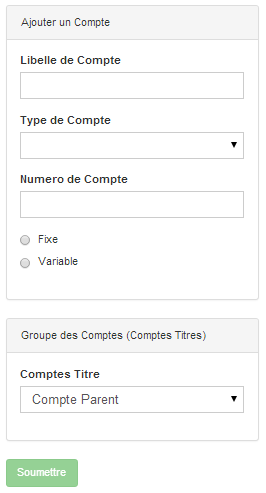 Ajouter un Compte
Libelle de Compte
Type de Compte
Numero de Compte
Fixe
Variable
Groupe des Comptes (Comptes Titres)
Comptes Titre
Compte Parent
Soumettre